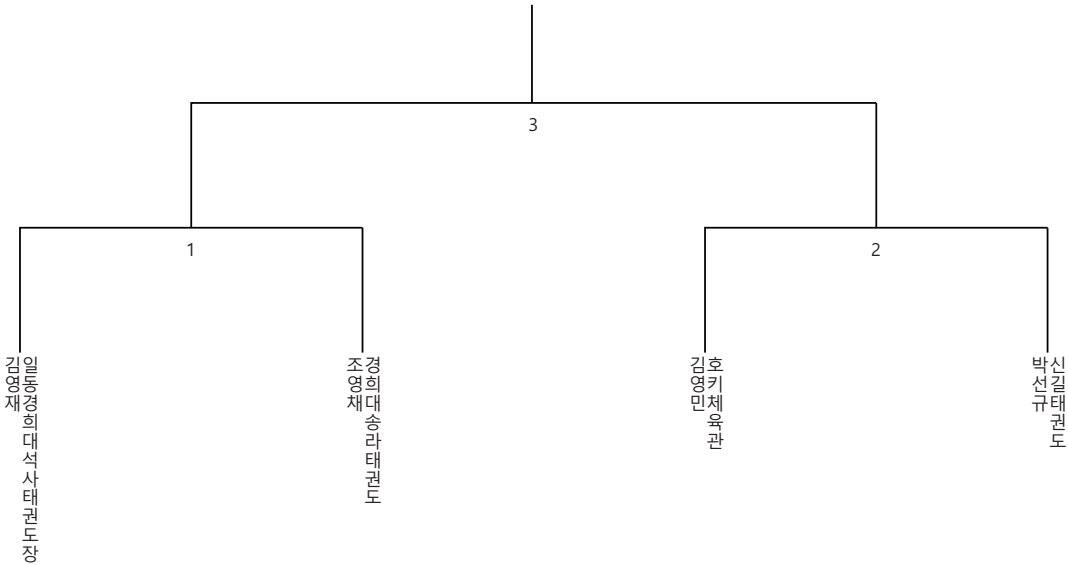 3
1
2
김영재
일동경희대석사태권도장
조영채
경희대송라태권도
김영민
호키체육관
박선규
신길태권도